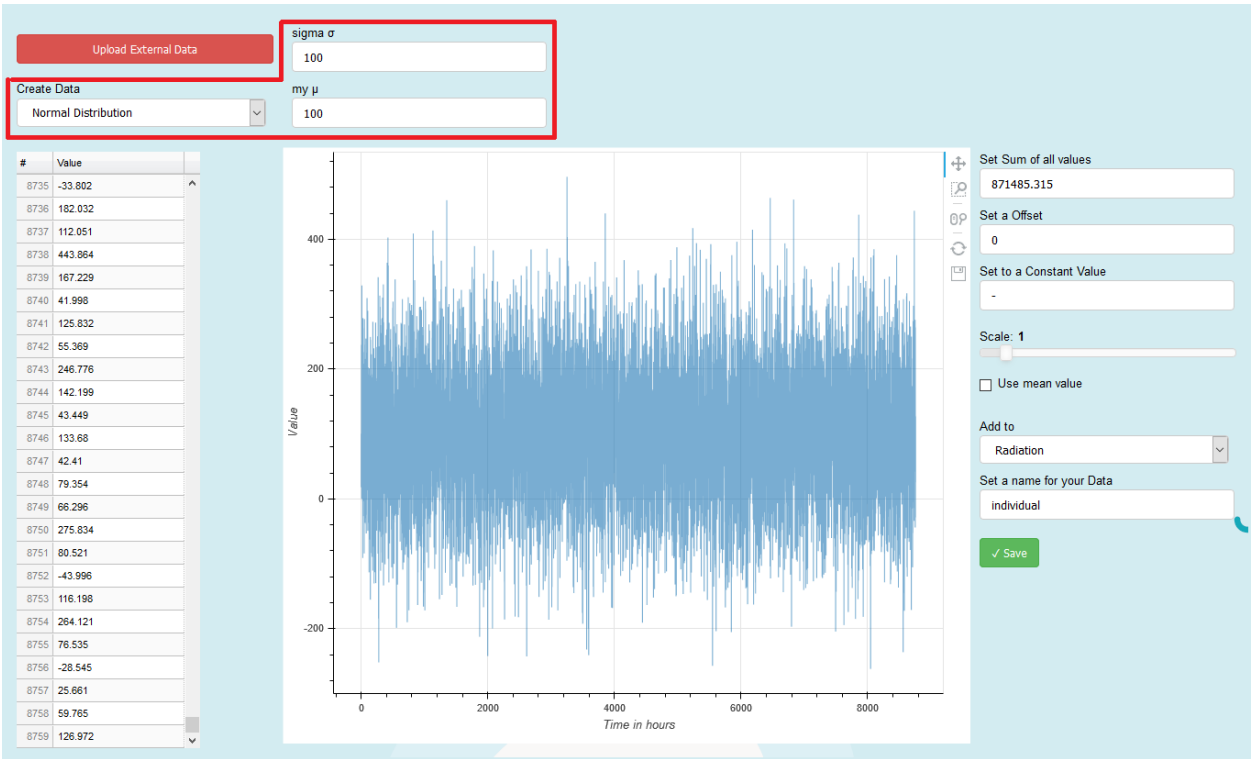 Upload External Data
sigma σ
100
Create Data
Normal Distribution
my μ
100
# Value
8735 -33.802
8736 182.032
8737 112.051
8738 443.864
8739 167.229
8740 41.998
8741 125.832
8742 55.369
8743 246.776
8744 142.199
8745 43.449
8746 133.68
8747 42.41
8748 79.354
8749 66.296
8750 275.834
8751 80.521
8752 -43.996
8753 116.198
8754 264.121
8755 76.535
8756 -28.545
8757 25.661
8758 59.765
8759 126.972
Value
400
200
0
-200
0 2000 4000 6000 8000
Time in hours
Set Sum of all values
871485.315
Set a Offset
0
Set to a Constant Value
-
Scale: 1
Use mean value
Add to
Radiation
Set a name for your Data
individual
✓ Save